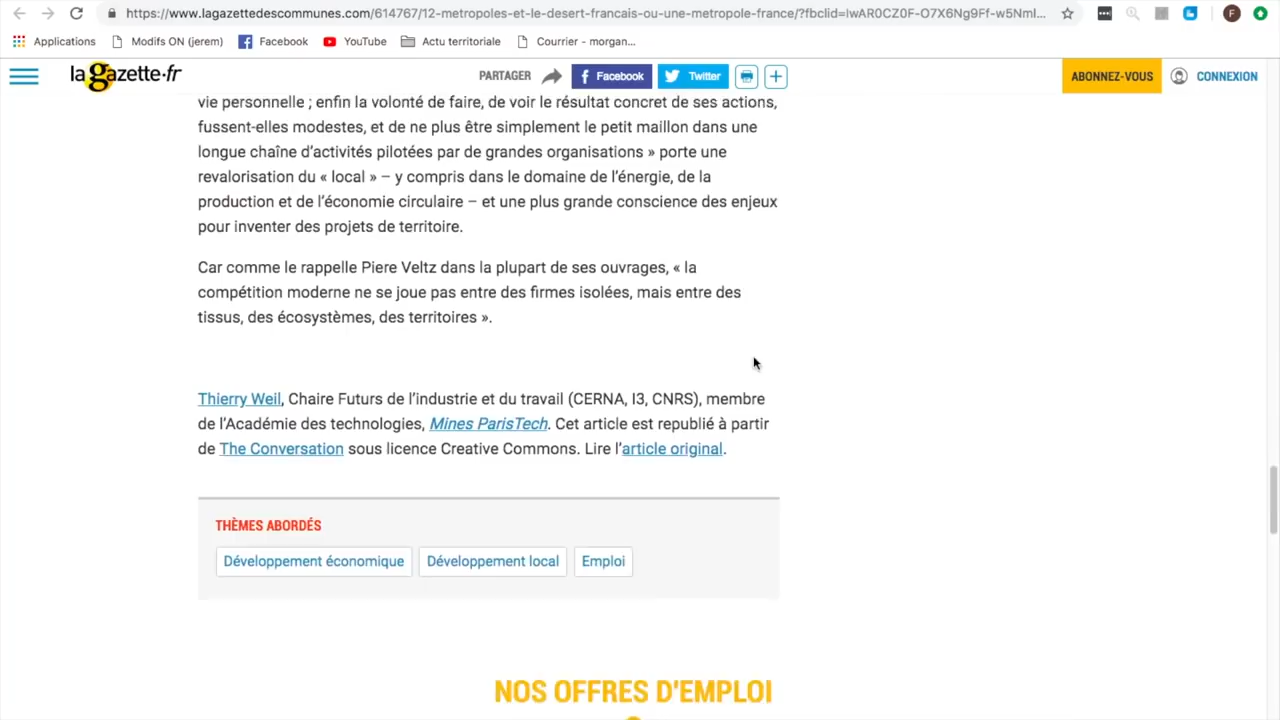 https://www.lagazettedescommunes.com/614767/12-metropoles-et-le-desert-francais-ou-une-metropole-france/?fbclid=IwAR0CZ0F-O7X6Ng9Ff-w5NmI...
F
Applications Modifs ON (jerem) Facebook YouTube Actu territoriale Courrier - morgan...
la gazette·fr PARTAGER Facebook Twitter ABONNEZ-VOUS CONNEXION
vie personnelle ; enfin la volonté de faire, de voir le résultat concret de ses actions,
fussent-elles modestes, et de ne plus être simplement le petit maillon dans une
longue chaîne d'activités pilotées par de grandes organisations » porte une
revalorisation du « local » – y compris dans le domaine de l'énergie, de la
production et de l'économie circulaire – et une plus grande conscience des enjeux
pour inventer des projets de territoire.
Car comme le rappelle Piere Veltz dans la plupart de ses ouvrages, « la
compétition moderne ne se joue pas entre des firmes isolées, mais entre des
tissus, des écosystèmes, des territoires ».
Thierry Weil, Chaire Futurs de l'industrie et du travail (CERNA, I3, CNRS), membre
de l'Académie des technologies, Mines ParisTech. Cet article est republié à partir
de The Conversation sous licence Creative Commons. Lire l'article original.
THÈMES ABORDÉS
Développement économique Développement local Emploi
NOS OFFRES D'EMPLOI